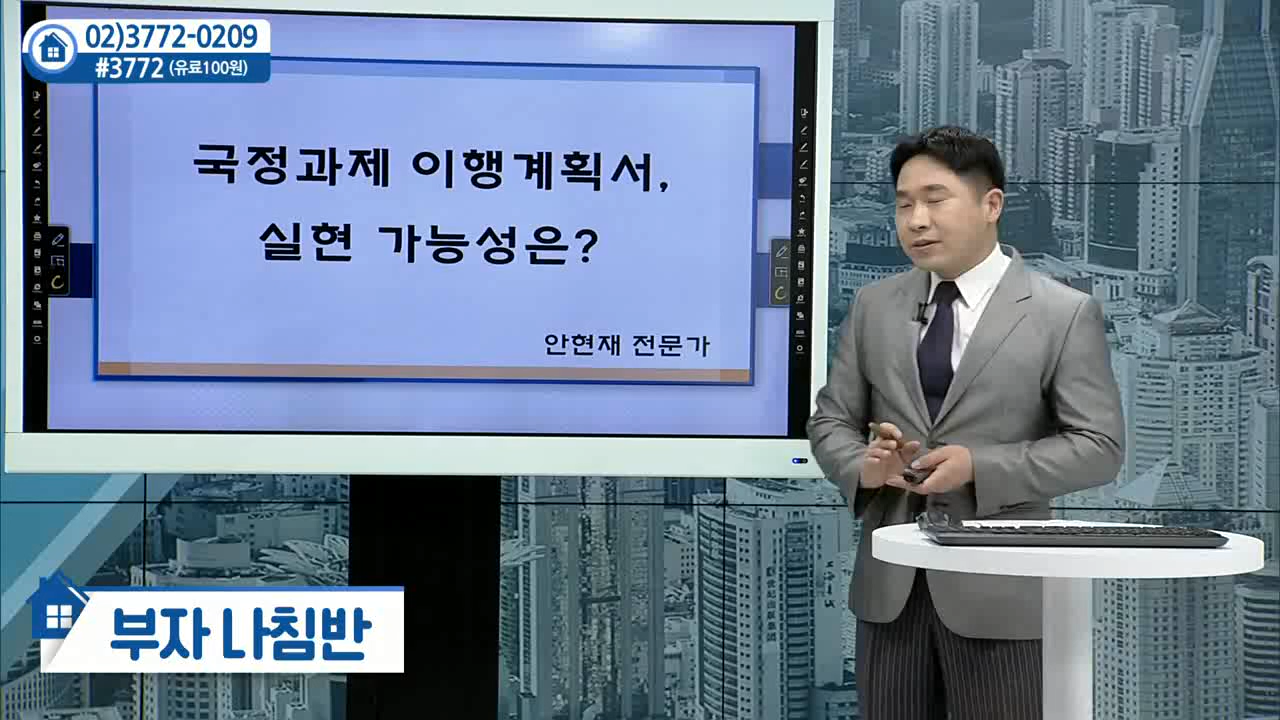 02)3772-0209
#3772 (유료100원)
국정과제 이행계획서,
실현 가능성은?
안현재 전문가
부자 나침반